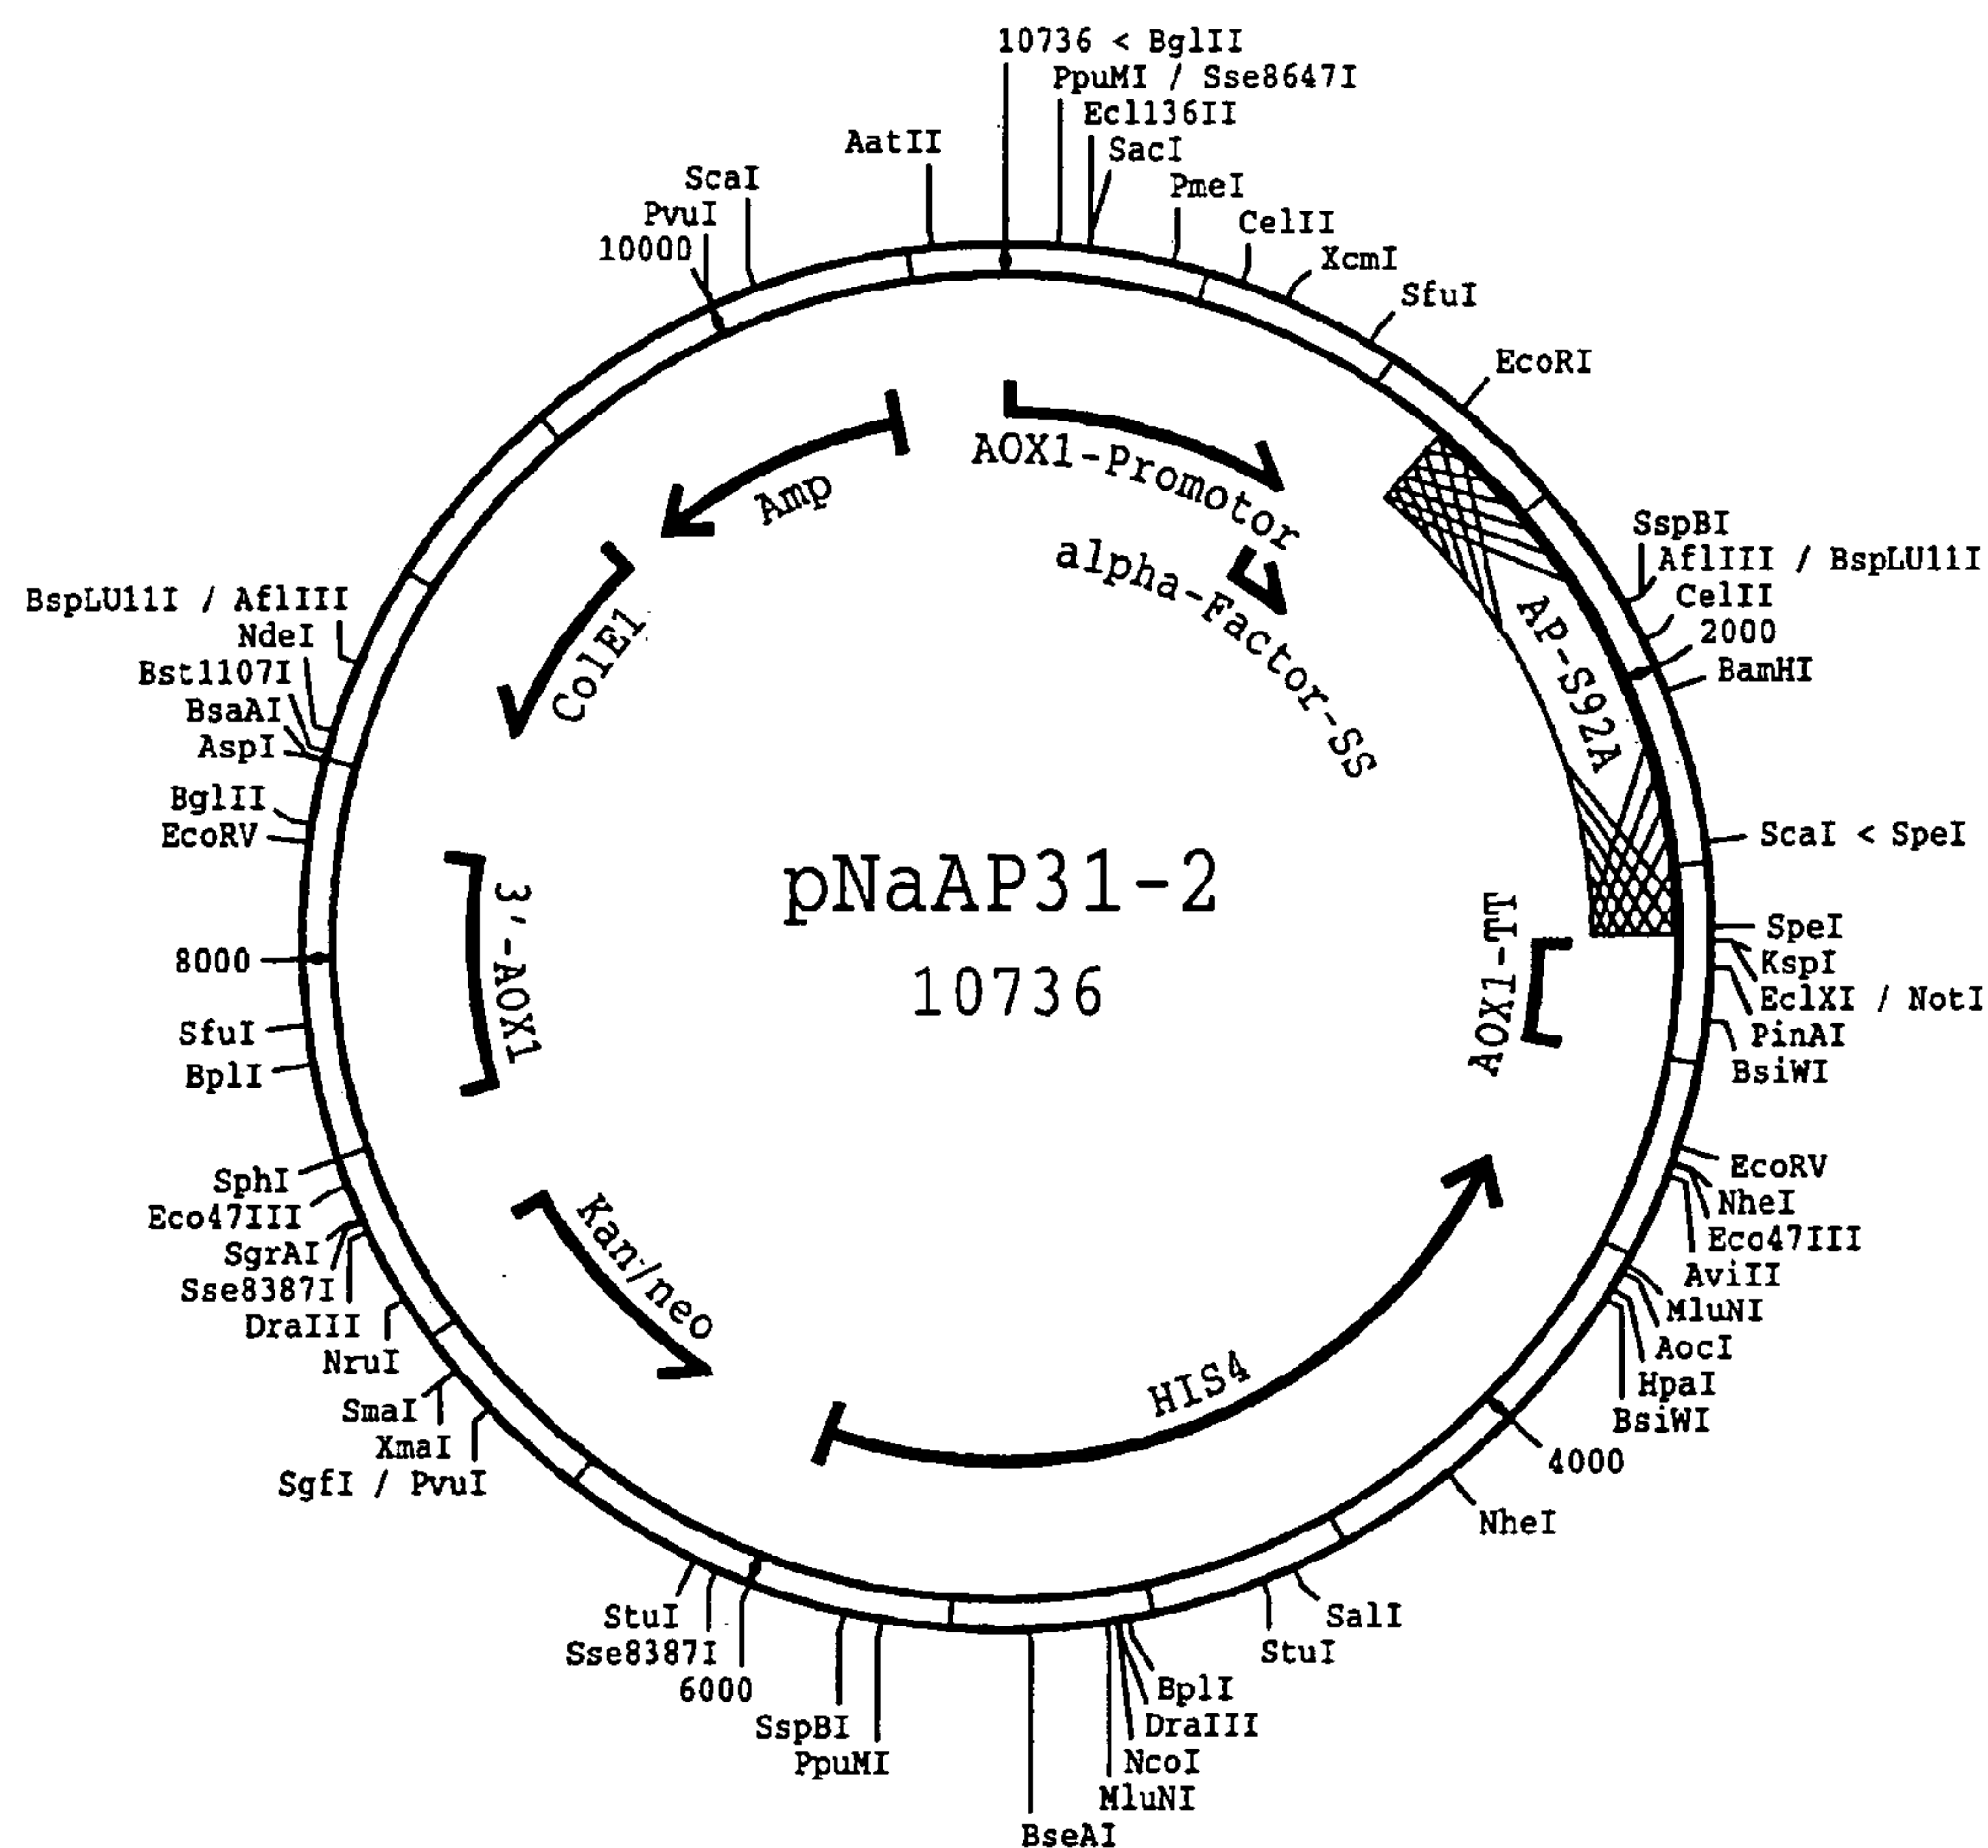 10736 < BglII
PpuMI / Sse8647I
Ecl136II
SacI
PmeI
CelII
XcmI
SfuI
EcoRI
SspBI
AflIII / BspLU11I
CelII
2000
BamHI
ScaI < SpeI
SpeI
KspI
EclXI / NotI
PinAI
BsiWI
EcoRV
NheI
Eco47III
AviII
MluNI
AocI
HpaI
BsiWI
4000
NheI
SalI
StuI
BplI
DraIII
NcoI
MluNI
BseAI
PpuMI
SspBI
6000
Sse8387I
StuI
SgfI / PvuI
XmaI
SmaI
NruI
DraIII
Sse8387I
SgrAI
Eco47III
SphI
BplI
SfuI
8000
EcoRV
BglII
AspI
BsaAI
Bst1107I
NdeI
BspLU11I / AflIII
10000
PvuI
ScaI
AatII
AOX1-Promotor
alpha-Factor-SS
AP-S92A
AOX1-TT
HIS4
Kan/neo
3'-AOX1
ColE1
Amp
pNaAP31-2
10736